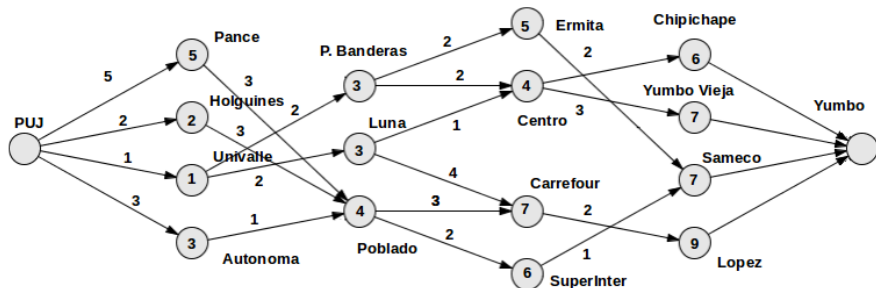 Ermita
Chipichape
Pance
P. Banderas
2
5
2
6
5
5
3
2
3
4
3
Yumbo Vieja
Yumbo
Holguines
2
PUJ
2
2
3
Luna
1
Centro
7
1
Univalle
3
Sameco
1
2
4
Carrefour
7
3
4
3
7
2
1
3
Poblado
2
1
9
Autonoma
6
Lopez
SuperInter